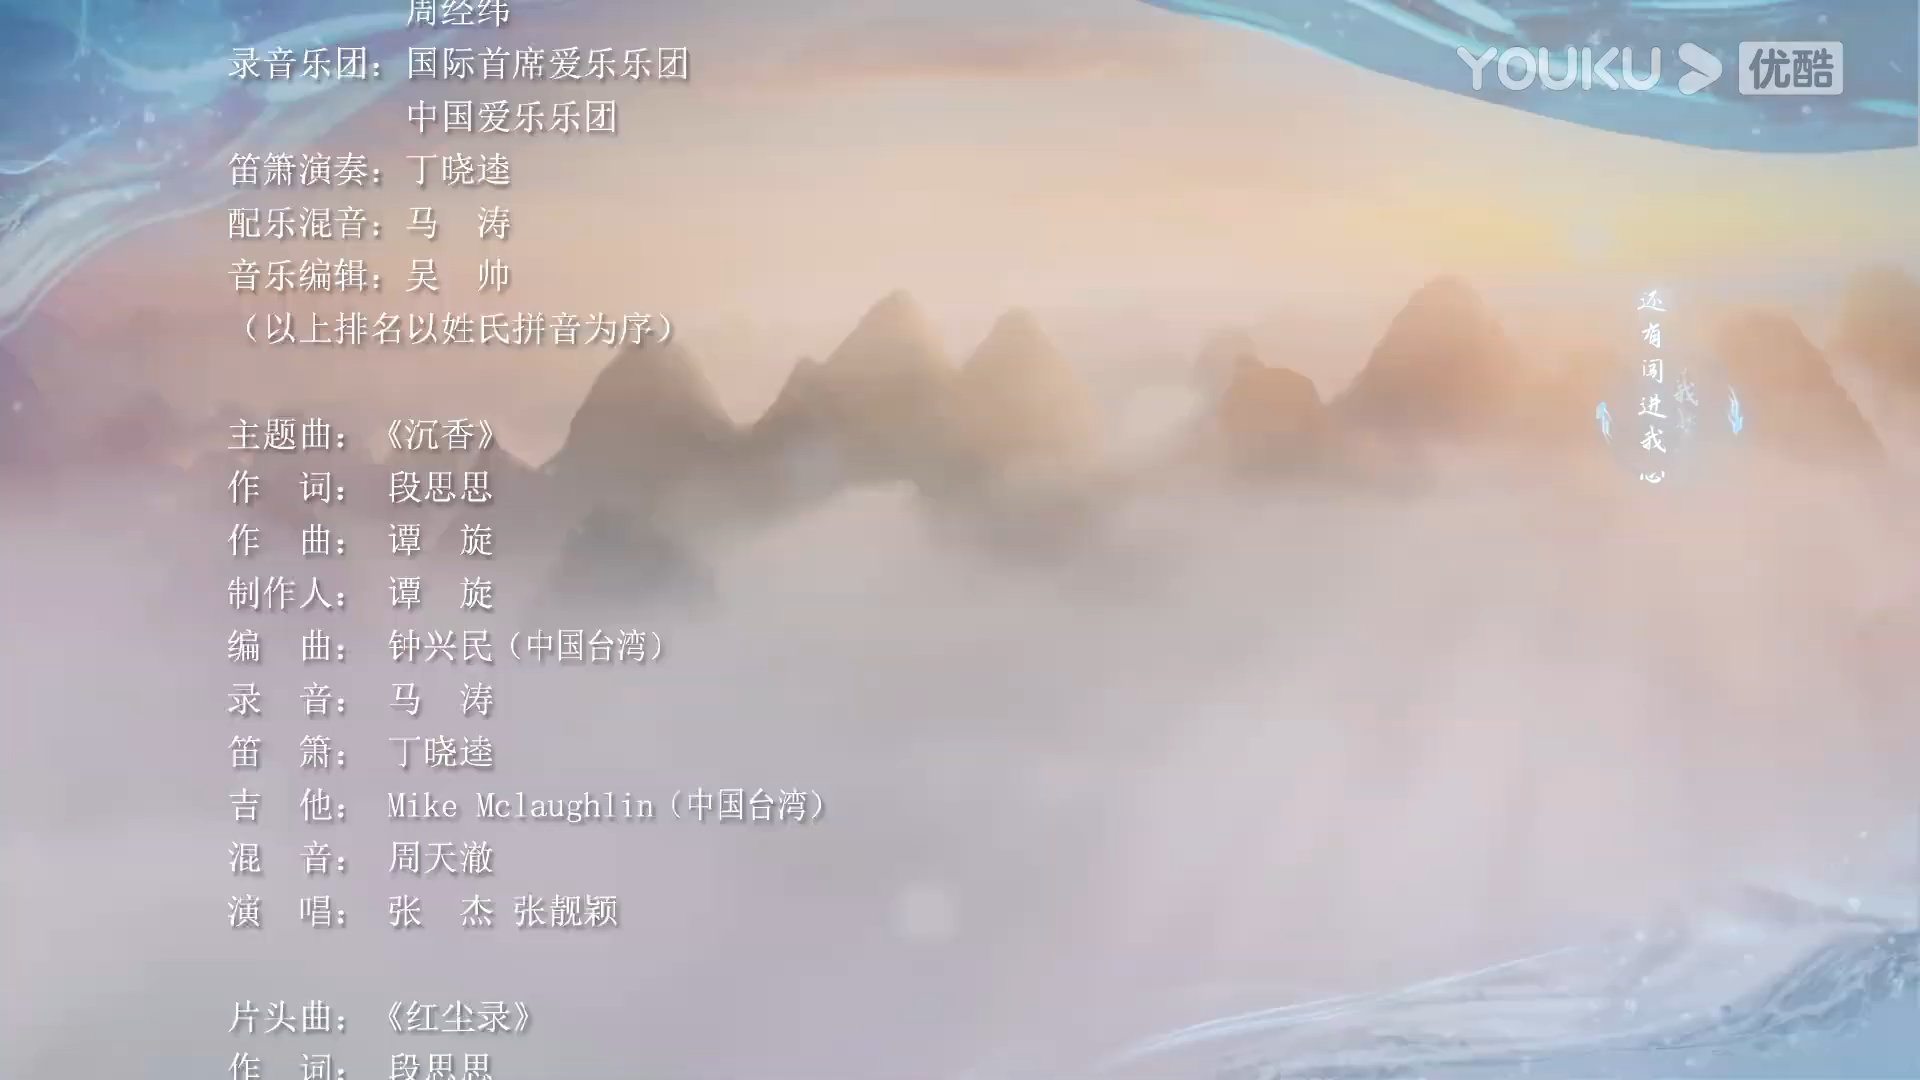 周经纬
录音乐团：国际首席爱乐乐团
中国爱乐乐团
笛箫演奏：丁晓逵
配乐混音：马　涛
音乐编辑：吴　帅
（以上排名以姓氏拼音为序）
主题曲：《沉香》
作　词：段思思
作　曲：谭　旋
制作人：谭　旋
编　曲：钟兴民（中国台湾）
录　音：马　涛
笛　箫：丁晓逵
吉　他：Mike Mclaughlin（中国台湾）
混　音：周天澈
演　唱：张　杰 张靓颖
片头曲：《红尘录》
作　词：段思思
YOUKU 优酷
还有闯进我心